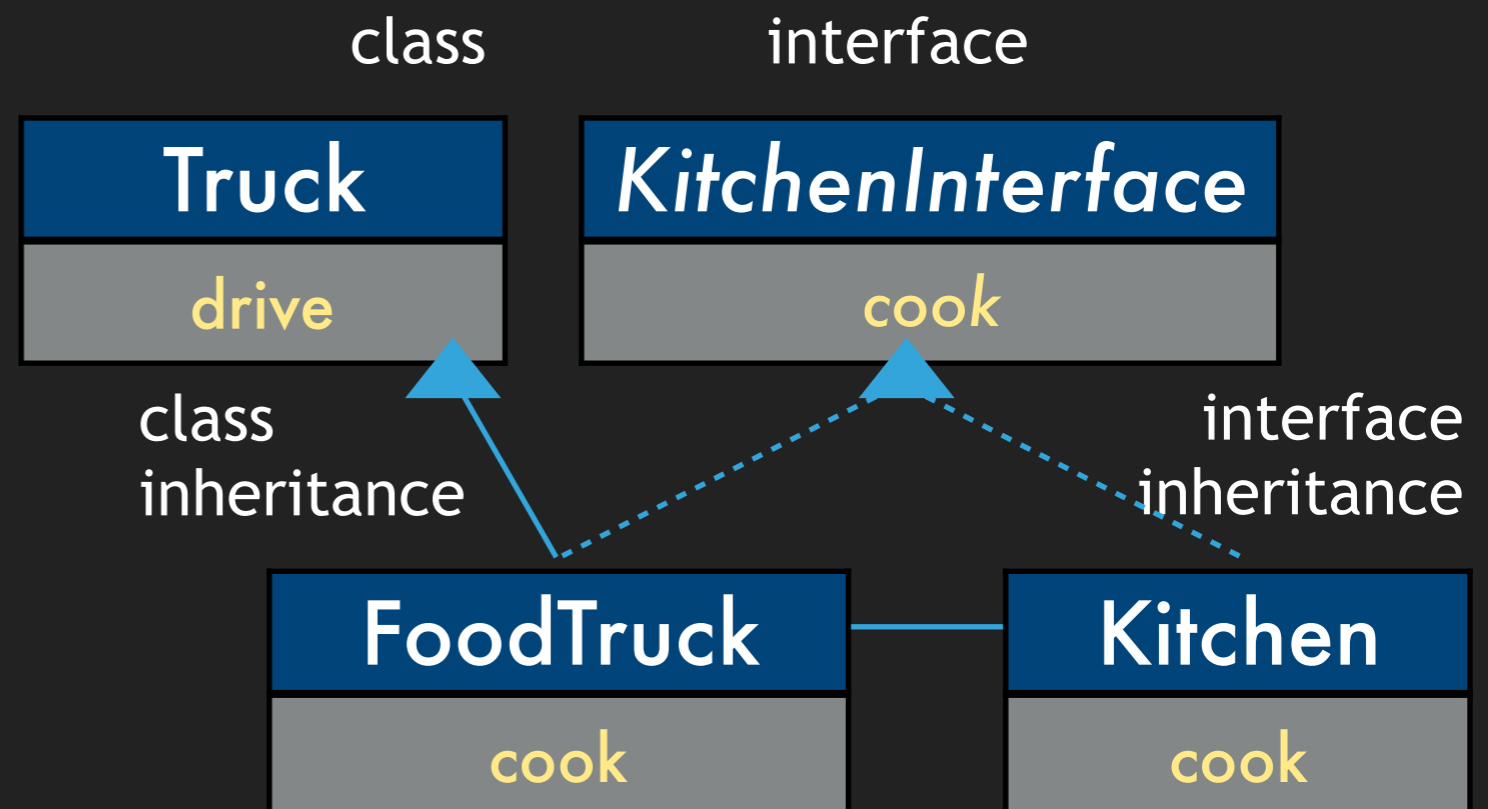 class
interface
Truck
KitchenInterface
drive
cook
class
inheritance
interface
inheritance
FoodTruck
Kitchen
cook
cook